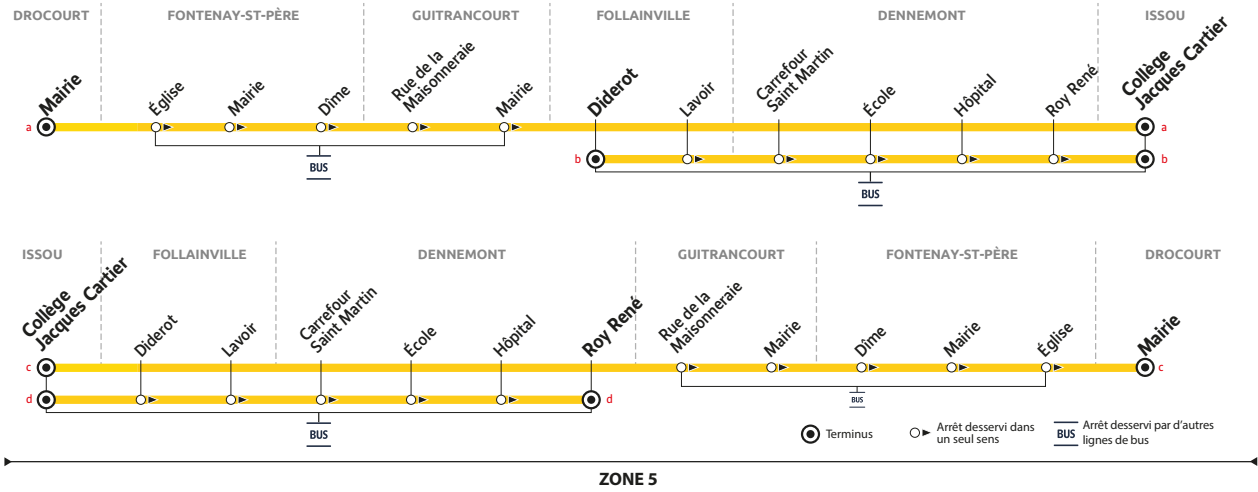 DROCOURT
FONTENAY-ST-PÈRE
GUITRANCOURT
FOLLAINVILLE
DENNEMONT
ISSOU
Mairie
Église
Mairie
Dîme
Rue de la
Maisonneraie
Mairie
Diderot
Lavoir
Carrefour
Saint Martin
École
Hôpital
Roy René
Collège
Jacques Cartier
a
a
b
b
BUS
BUS
ISSOU
FOLLAINVILLE
DENNEMONT
GUITRANCOURT
FONTENAY-ST-PÈRE
DROCOURT
Collège
Jacques Cartier
Diderot
Lavoir
Carrefour
Saint Martin
École
Hôpital
Roy René
Rue de la
Maisonneraie
Mairie
Dîme
Mairie
Église
Mairie
c
c
d
d
BUS
BUS
Terminus
Arrêt desservi dans
un seul sens
BUS
Arrêt desservi par d'autres
lignes de bus
ZONE 5